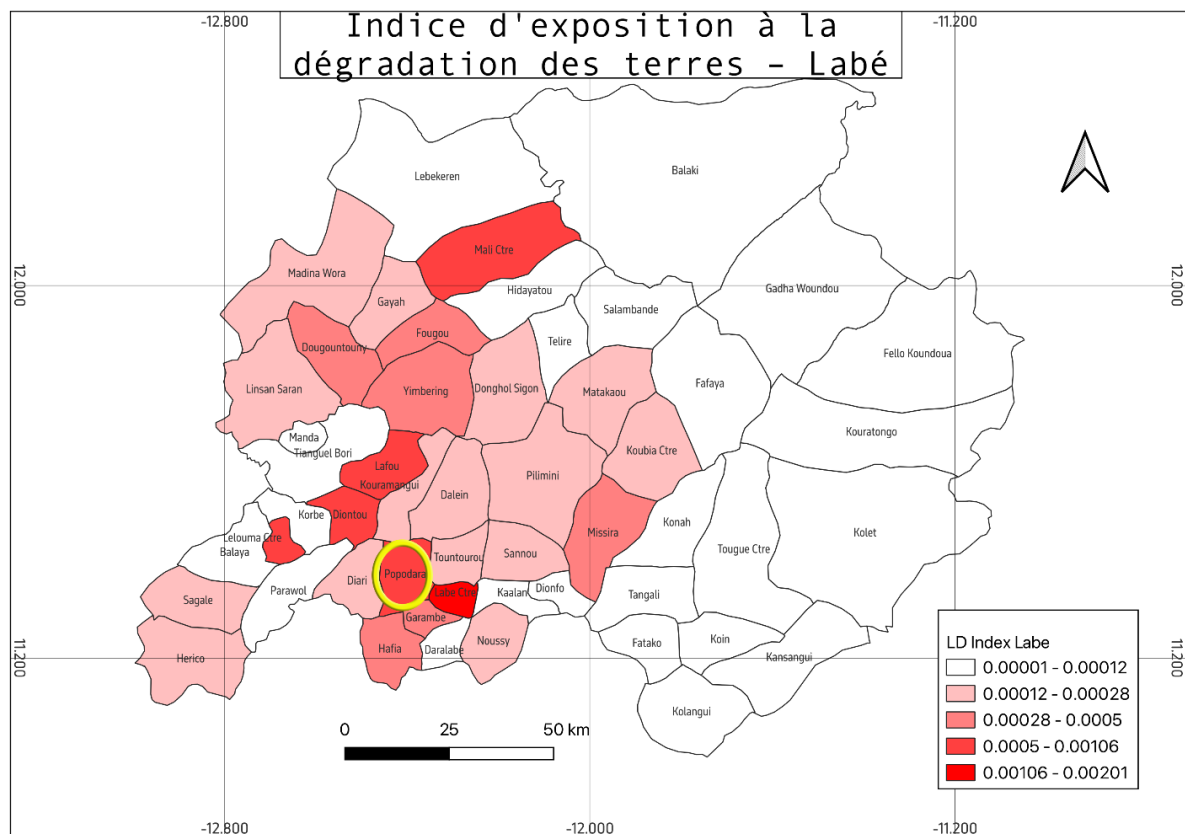 -12.800
-11.200
Indice d'exposition à la
dégradation des terres – Labé
Balaki
Lebekeren
Mali Ctre
12.000
12.000
Madina Wora
Gadha Woundou
Hidayatou
Gayah
Salambande
Fougou
Telire
Dougountouny
Fello Koundoua
Linsan Saran
Yimbering
Donghol Sigon
Matakaou
Fafaya
Kouratongo
Manda
Tianguel Bori
Koubia Ctre
Lafou
Kouramangui
Pilimini
Dalein
Korbe
Diontou
Konah
Missira
Kolet
Lelouma Ctre
Balaya
Tougue Ctre
Tountourou
Sannou
Popodara
Diari
Parawol
Labe Ctre
Kaalan
Dionfo
Tangali
Sagale
Garambe
Koin
Fatako
Noussy
Hafia
Daralabe
Herico
Kansangui
11.200
11.200
Kolangui
LD Index Labe
0.00001 - 0.00012
0.00012 - 0.00028
0.00028 - 0.0005
0.0005 - 0.00106
0.00106 - 0.00201
0 25 50 km
-12.800
-12.000
-11.200